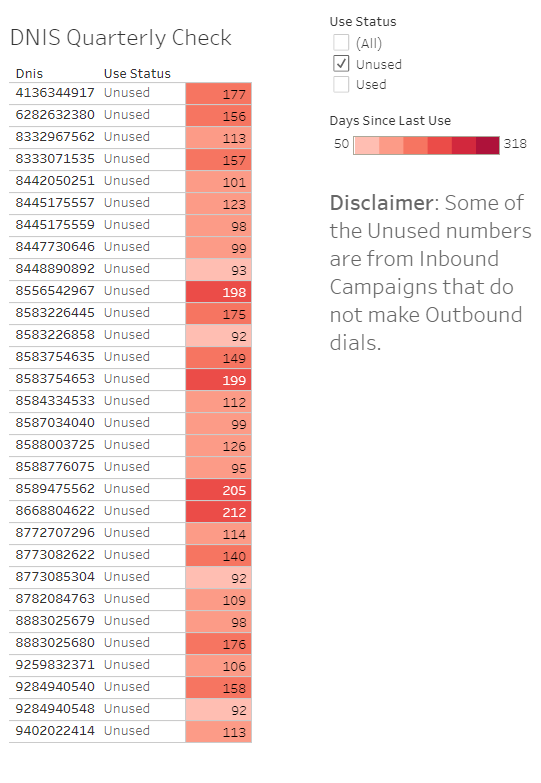 DNIS Quarterly Check
Dnis Use Status
4136344917 Unused 177
6282632380 Unused 156
8332967562 Unused 113
8333071535 Unused 157
8442050251 Unused 101
8445175557 Unused 123
8445175559 Unused 98
8447730646 Unused 99
8448890892 Unused 93
8556542967 Unused 198
8583226445 Unused 175
8583226858 Unused 92
8583754635 Unused 149
8583754653 Unused 199
8584334533 Unused 112
8587034040 Unused 99
8588003725 Unused 126
8588776075 Unused 95
8589475562 Unused 205
8668804622 Unused 212
8772707296 Unused 114
8773082622 Unused 140
8773085304 Unused 92
8782084763 Unused 109
8883025679 Unused 98
8883025680 Unused 176
9259832371 Unused 106
9284940540 Unused 158
9284940548 Unused 92
9402022414 Unused 113
Use Status
(All)
Unused
Used
Days Since Last Use
50 318
Disclaimer: Some of
the Unused numbers
are from Inbound
Campaigns that do
not make Outbound
dials.